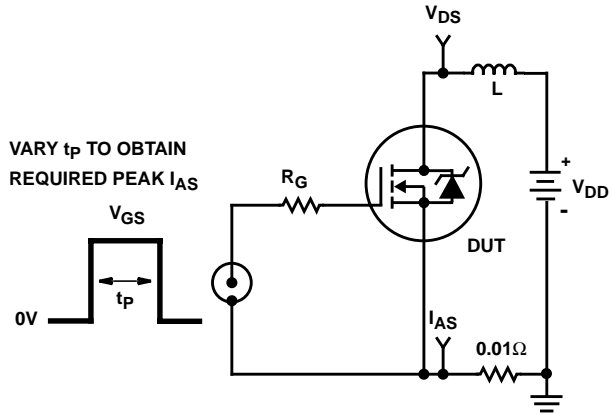 V_DS
L
VARY t_P TO OBTAIN
REQUIRED PEAK I_AS
R_G
+
V_DD
-
V_GS
DUT
t_P
0V
I_AS
0.01Ω